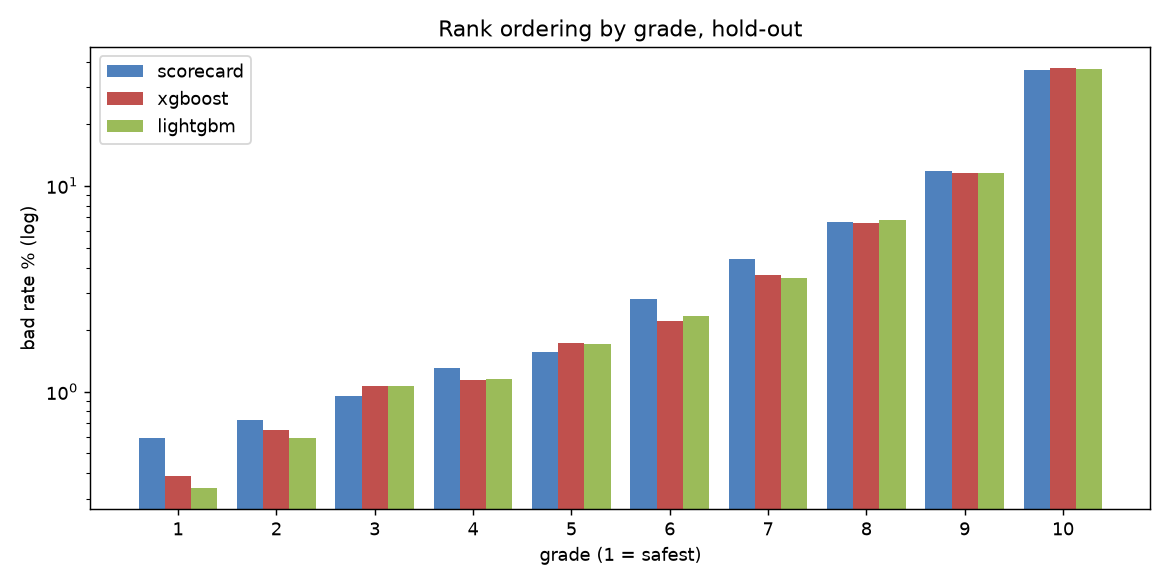 Rank ordering by grade, hold-out
scorecard
xgboost
lightgbm
bad rate % (log)
10¹
10⁰
1 2 3 4 5 6 7 8 9 10
grade (1 = safest)